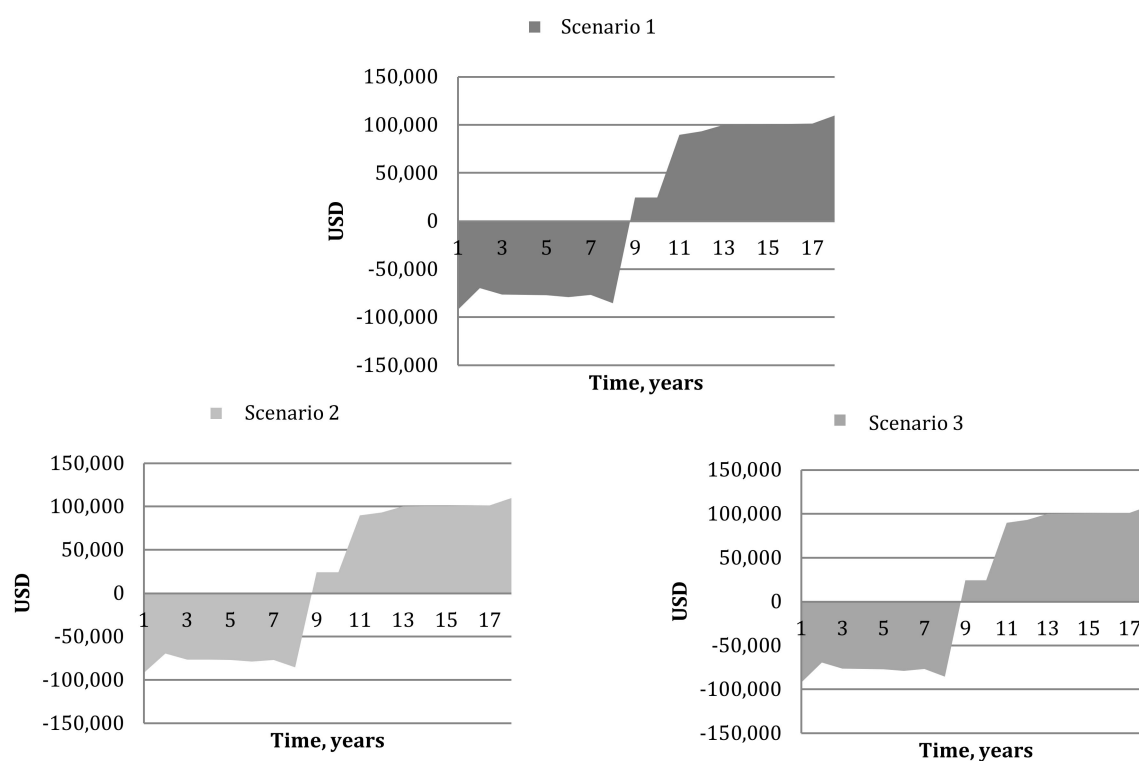 Scenario 1
150,000
100,000
50,000
0
-50,000
-100,000
-150,000
USD
1 3 5 7 9 11 13 15 17
Time, years
Scenario 2
150,000
100,000
50,000
0
-50,000
-100,000
-150,000
USD
1 3 5 7 9 11 13 15 17
Time, years
Scenario 3
150,000
100,000
50,000
0
-50,000
-100,000
-150,000
USD
1 3 5 7 9 11 13 15 17
Time, years